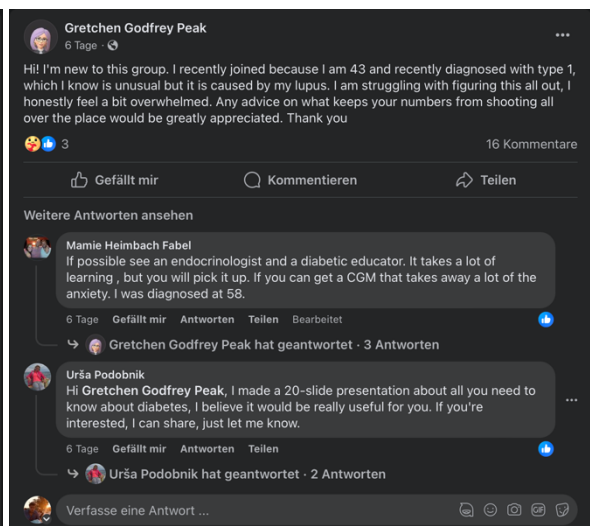 Gretchen Godfrey Peak
6 Tage ·
Hi! I'm new to this group. I recently joined because I am 43 and recently diagnosed with type 1,
which I know is unusual but it is caused by my lupus. I am struggling with figuring this all out, I
honestly feel a bit overwhelmed. Any advice on what keeps your numbers from shooting all
over the place would be greatly appreciated. Thank you
3 16 Kommentare
Gefällt mir Kommentieren Teilen
Weitere Antworten ansehen
Mamie Heimbach Fabel
If possible see an endocrinologist and a diabetic educator. It takes a lot of
learning , but you will pick it up. If you can get a CGM that takes away a lot of the
anxiety. I was diagnosed at 58.
6 Tage Gefällt mir Antworten Teilen Bearbeitet
Gretchen Godfrey Peak hat geantwortet · 3 Antworten
Urša Podobnik
Hi Gretchen Godfrey Peak, I made a 20-slide presentation about all you need to
know about diabetes, I believe it would be really useful for you. If you're
interested, I can share, just let me know.
6 Tage Gefällt mir Antworten Teilen
Urša Podobnik hat geantwortet · 2 Antworten
Verfasse eine Antwort ...
GIF